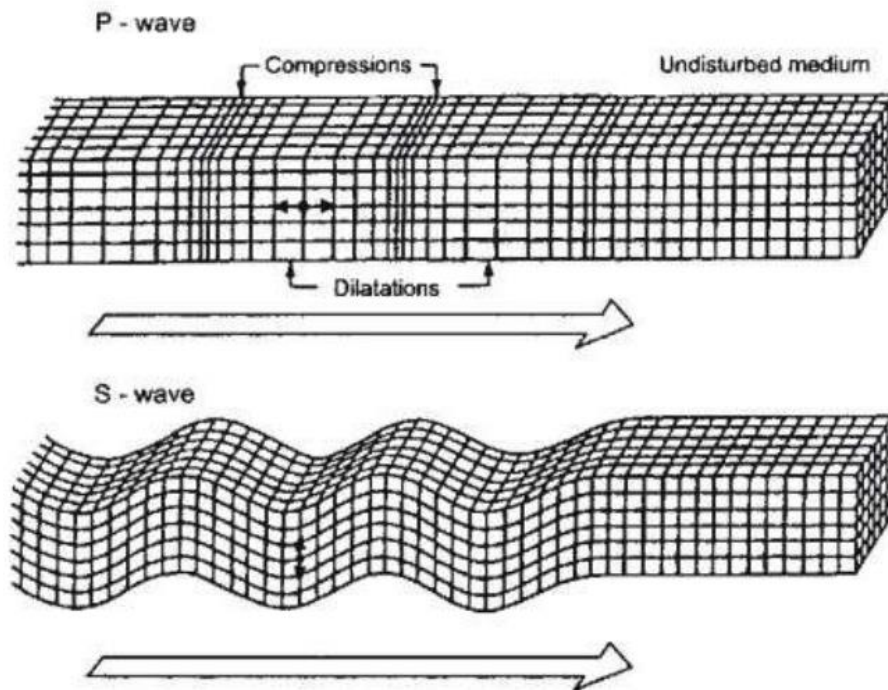 P - wave
Compressions
Undisturbed medium
Dilatations
S - wave